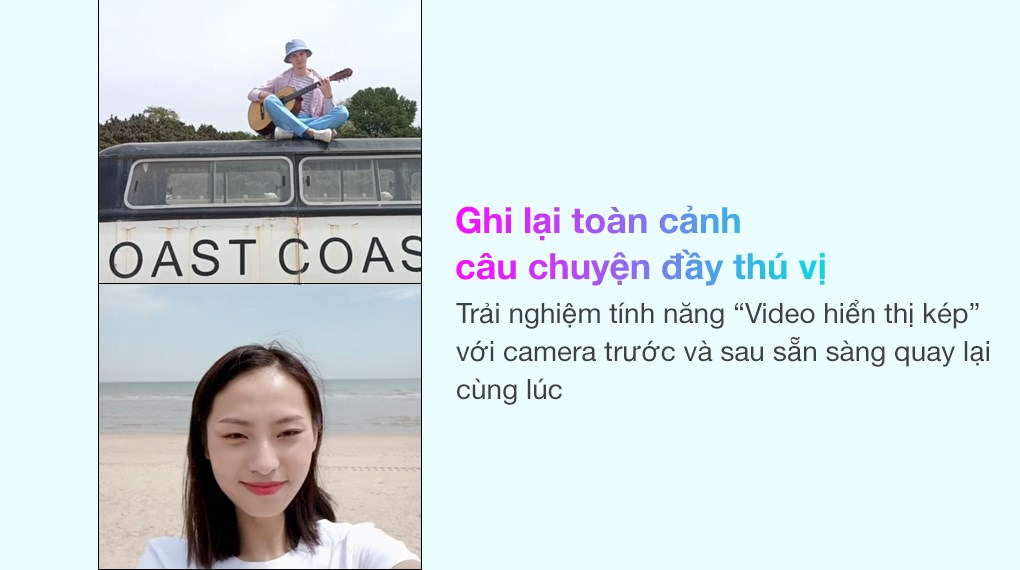 OAST COAS
Ghi lại toàn cảnh
câu chuyện đầy thú vị
Trải nghiệm tính năng “Video hiển thị kép”
với camera trước và sau sẵn sàng quay lại
cùng lúc